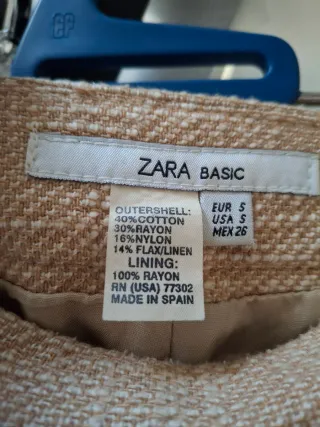 ZARA BASIC
OUTERSHELL:
40%COTTON
30%RAYON
16%NYLON
14% FLAX/LINEN
LINING:
100% RAYON
RN (USA) 77302
MADE IN SPAIN
EUR S
USA S
MEX 26